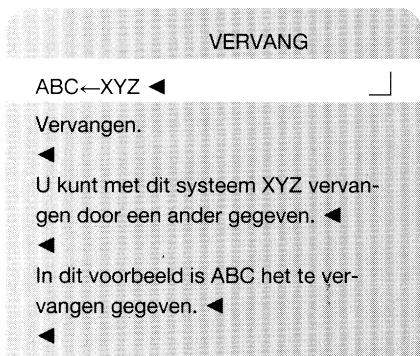 VERVANG
ABC←XYZ ◄
Vervangen.
◄
U kunt met dit systeem XYZ vervan-
gen door een ander gegeven. ◄
◄
In dit voorbeeld is ABC het te ver-
vangen gegeven. ◄
◄